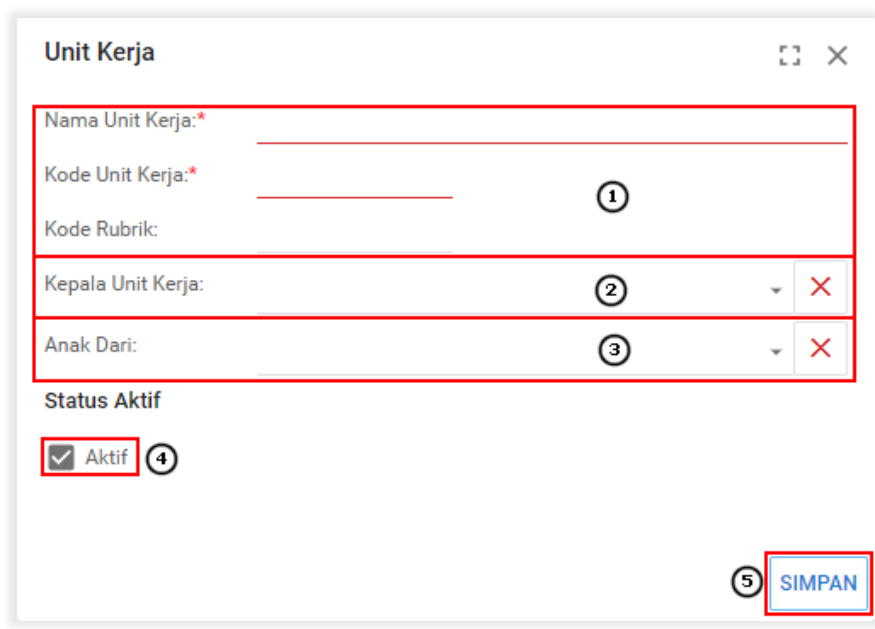 Unit Kerja
Nama Unit Kerja:*
Kode Unit Kerja:*
1
Kode Rubrik:
Kepala Unit Kerja:
2
Anak Dari:
3
Status Aktif
Aktif 4
5 SIMPAN